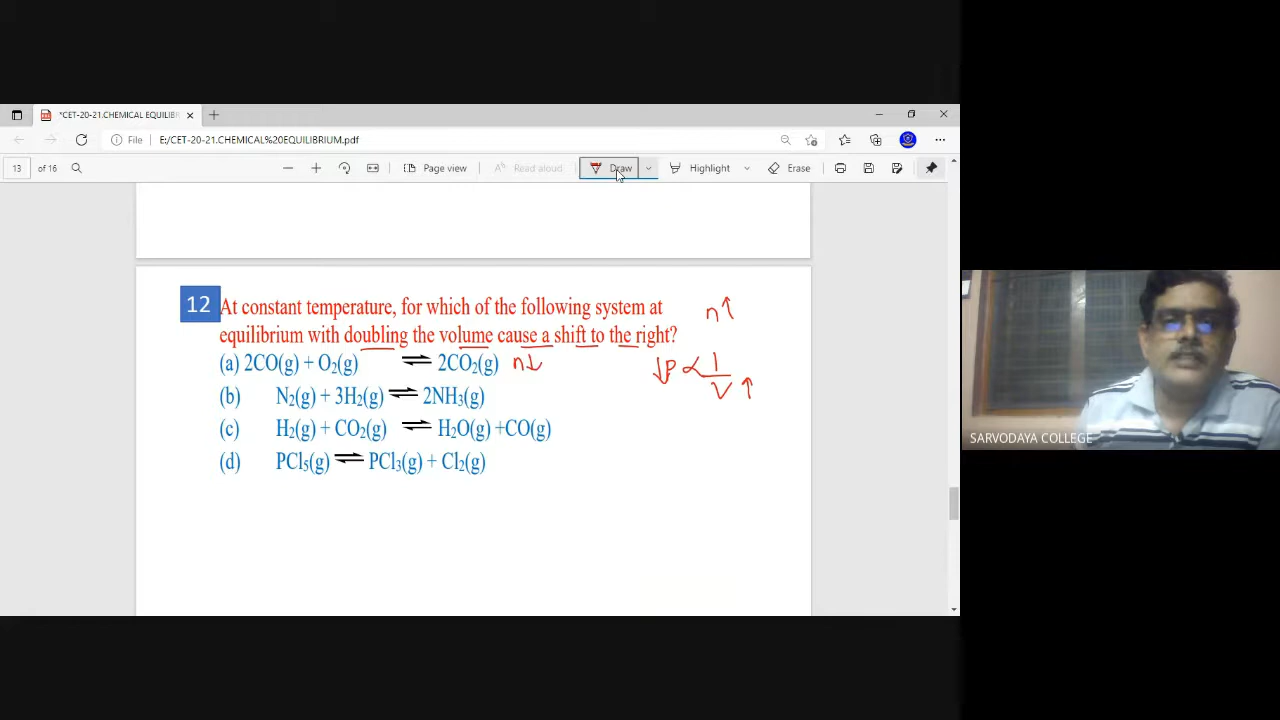 *CET-20-21.CHEMICAL EQUILIBRI
File E:/CET-20-21.CHEMICAL%20EQUILIBRIUM.pdf
13 of 16 Page view Read aloud Draw Highlight Erase
12 At constant temperature, for which of the following system at
equilibrium with doubling the volume cause a shift to the right?
n↑
(a) 2CO(g) + O₂(g) ⇌ 2CO₂(g) n↓
↓P ∝ 1/V ↑
(b) N₂(g) + 3H₂(g) ⇌ 2NH₃(g)
(c) H₂(g) + CO₂(g) ⇌ H₂O(g) +CO(g)
(d) PCl₅(g) ⇌ PCl₃(g) + Cl₂(g)
SARVODAYA COLLEGE